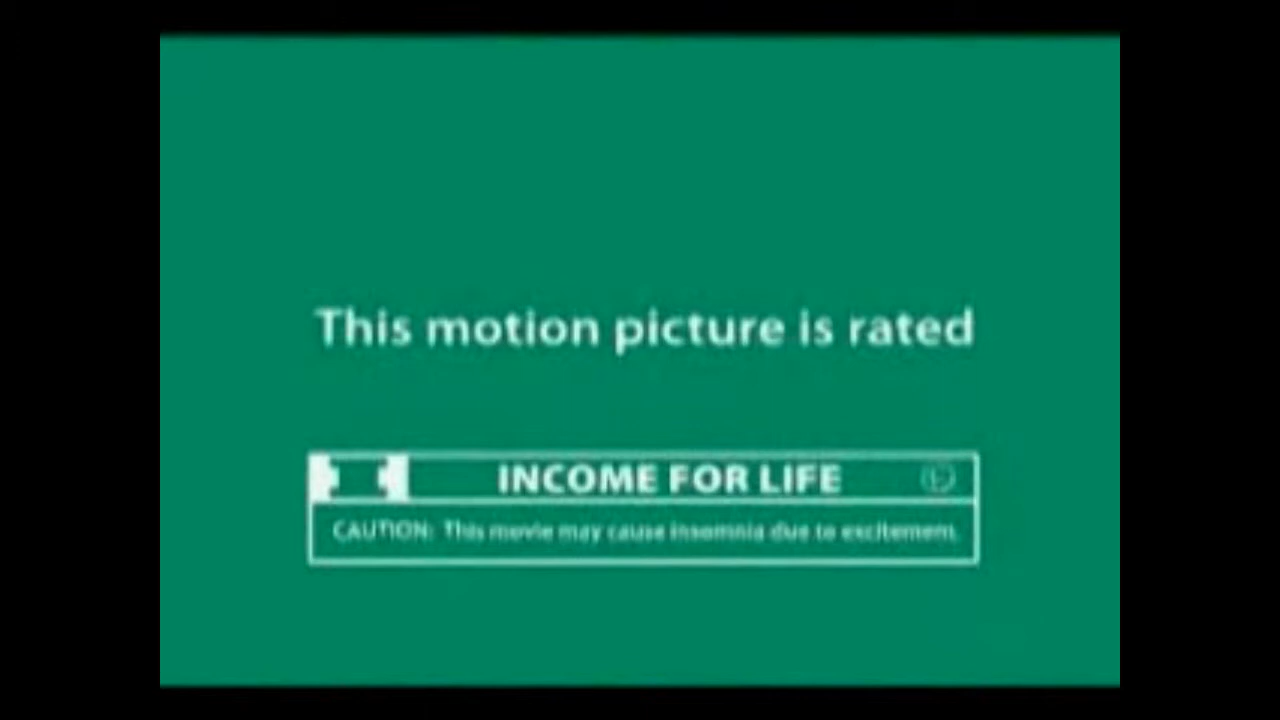 This motion picture is rated
INCOME FOR LIFE
CAUTION: This movie may cause insomnia due to excitement.